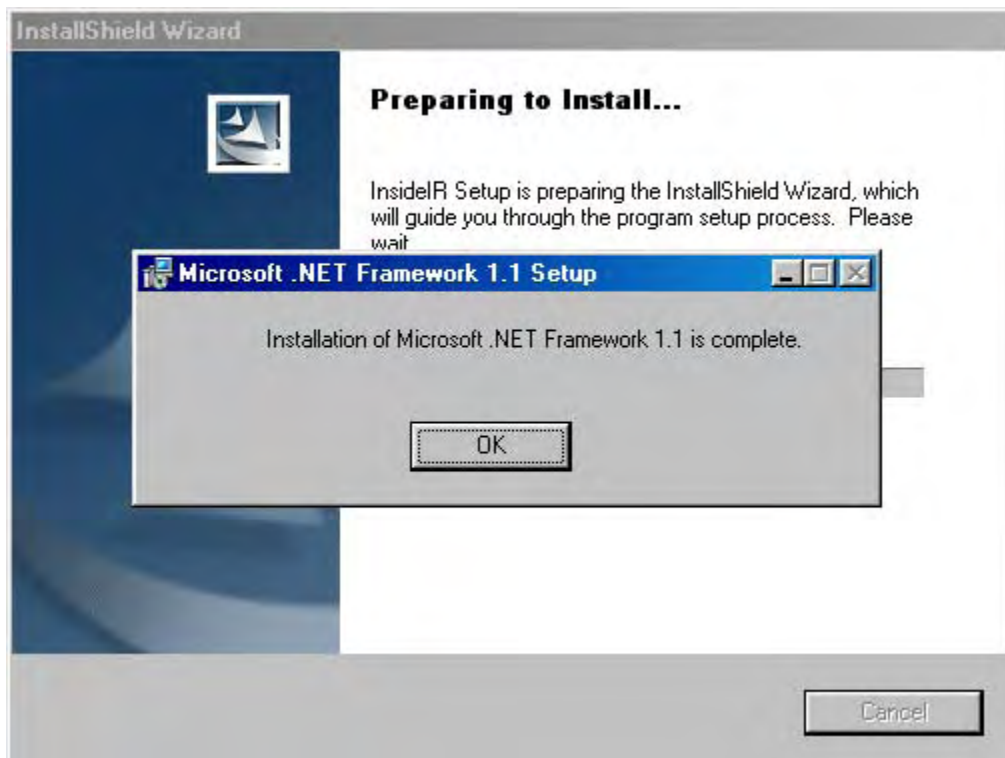 InstallShield Wizard
Preparing to Install...
InsideIR Setup is preparing the InstallShield Wizard, which
will guide you through the program setup process. Please
wait
Microsoft .NET Framework 1.1 Setup
Installation of Microsoft .NET Framework 1.1 is complete.
OK
Cancel